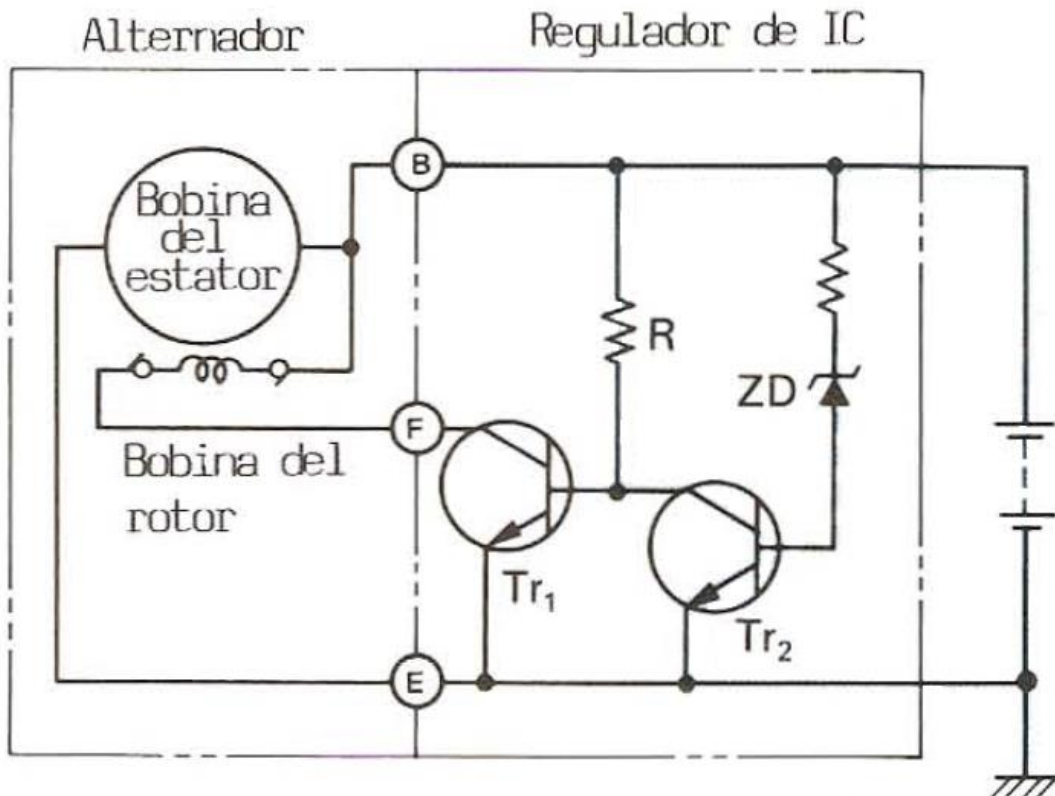 Alternador
Regulador de IC
B
Bobina
del
estator
R
ZD
F
Bobina del
rotor
Tr₁
Tr₂
E